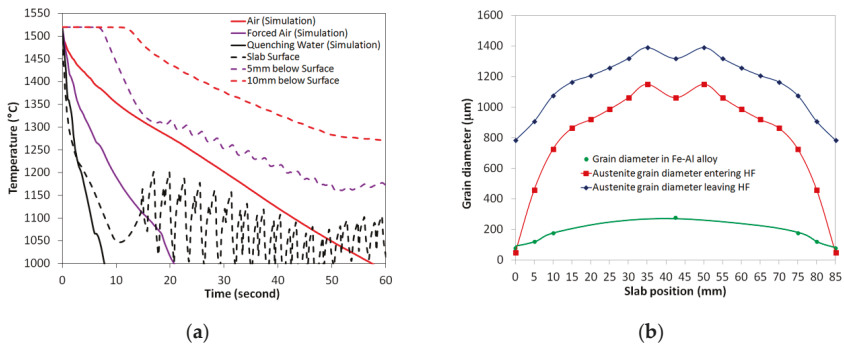 Air (Simulation)
Forced Air (Simulation)
Quenching Water (Simulation)
Slab Surface
5mm below Surface
10mm below Surface
Temperature (°C)
1550
1500
1450
1400
1350
1300
1250
1200
1150
1100
1050
1000
0 10 20 30 40 50 60
Time (second)
(a)
Grain diameter (μm)
1600
1400
1200
1000
800
600
400
200
0
Grain diameter in Fe-Al alloy
Austenite grain diameter entering HF
Austenite grain diameter leaving HF
0 5 10 15 20 25 30 35 40 45 50 55 60 65 70 75 80 85
Slab position (mm)
(b)